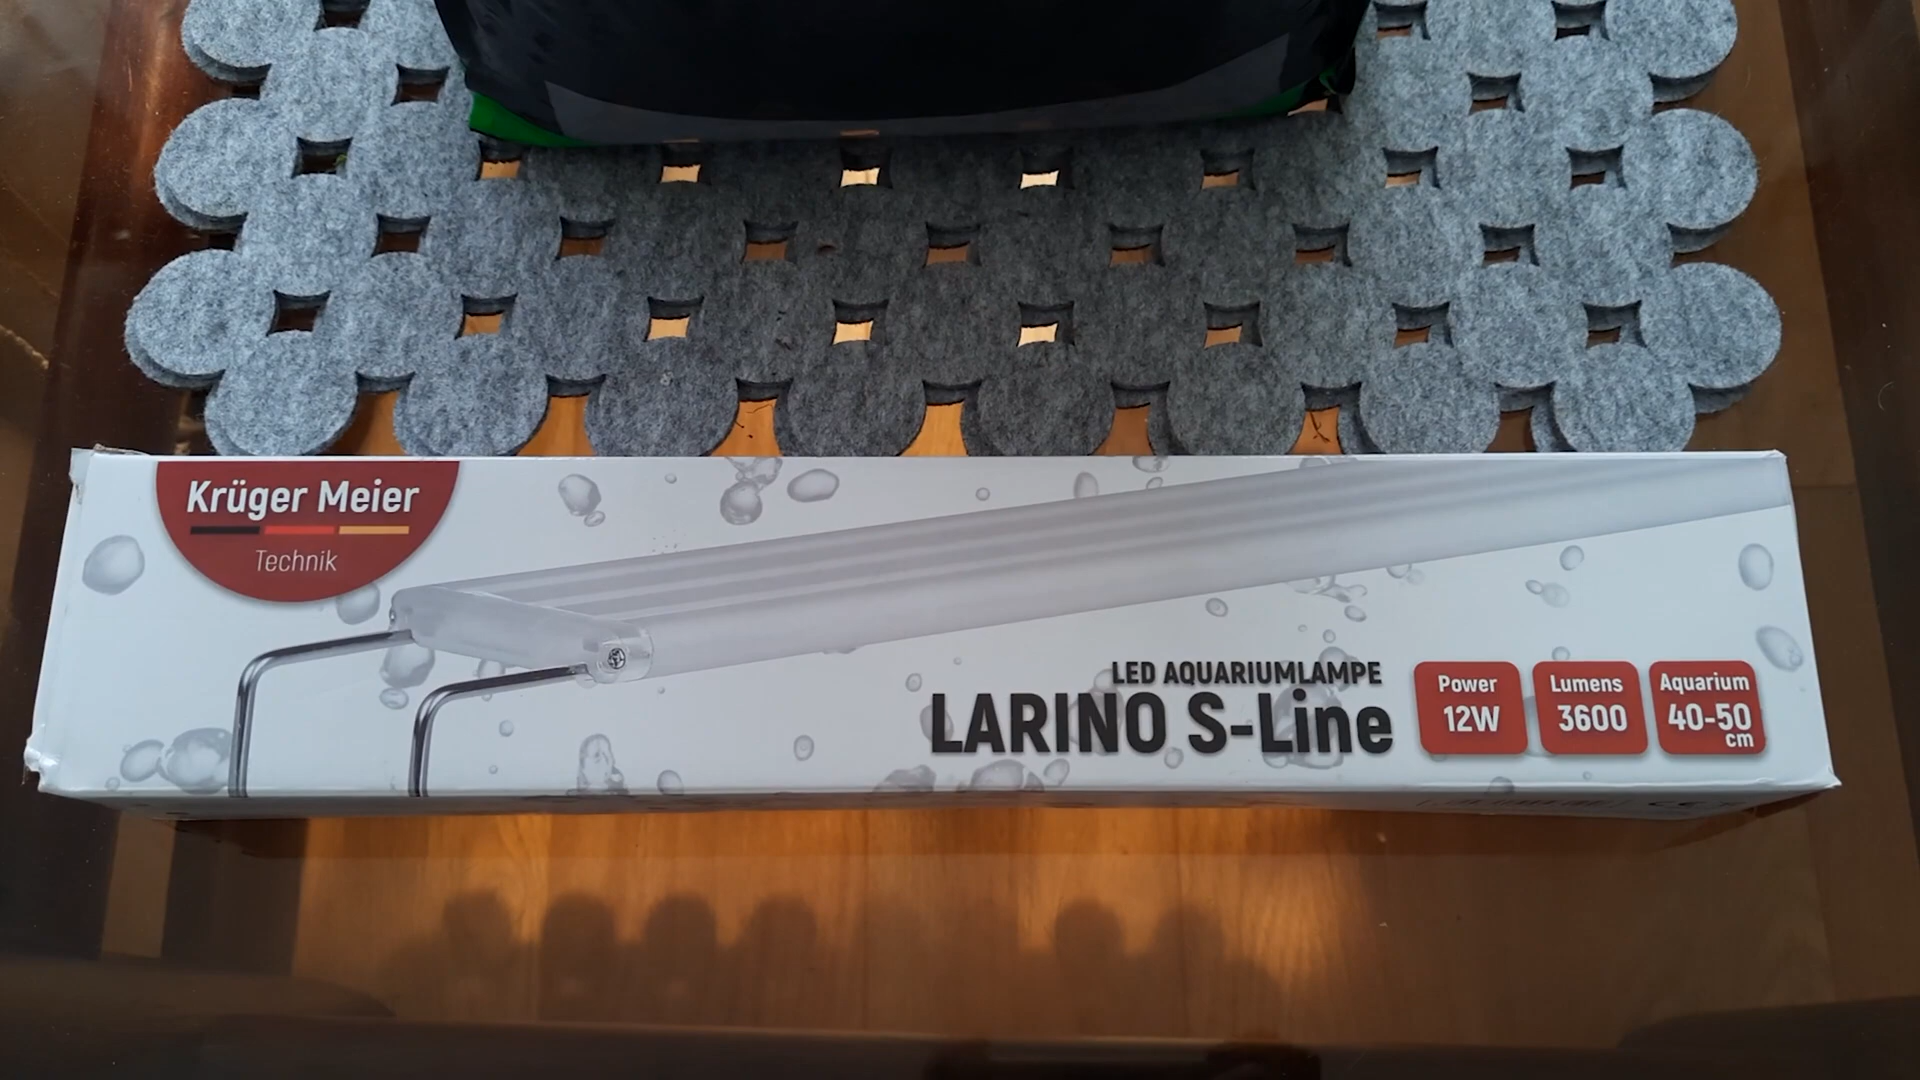 Krüger Meier
Technik
LED AQUARIUMLAMPE
LARINO S-Line
Power
12W
Lumens
3600
Aquarium
40-50
cm